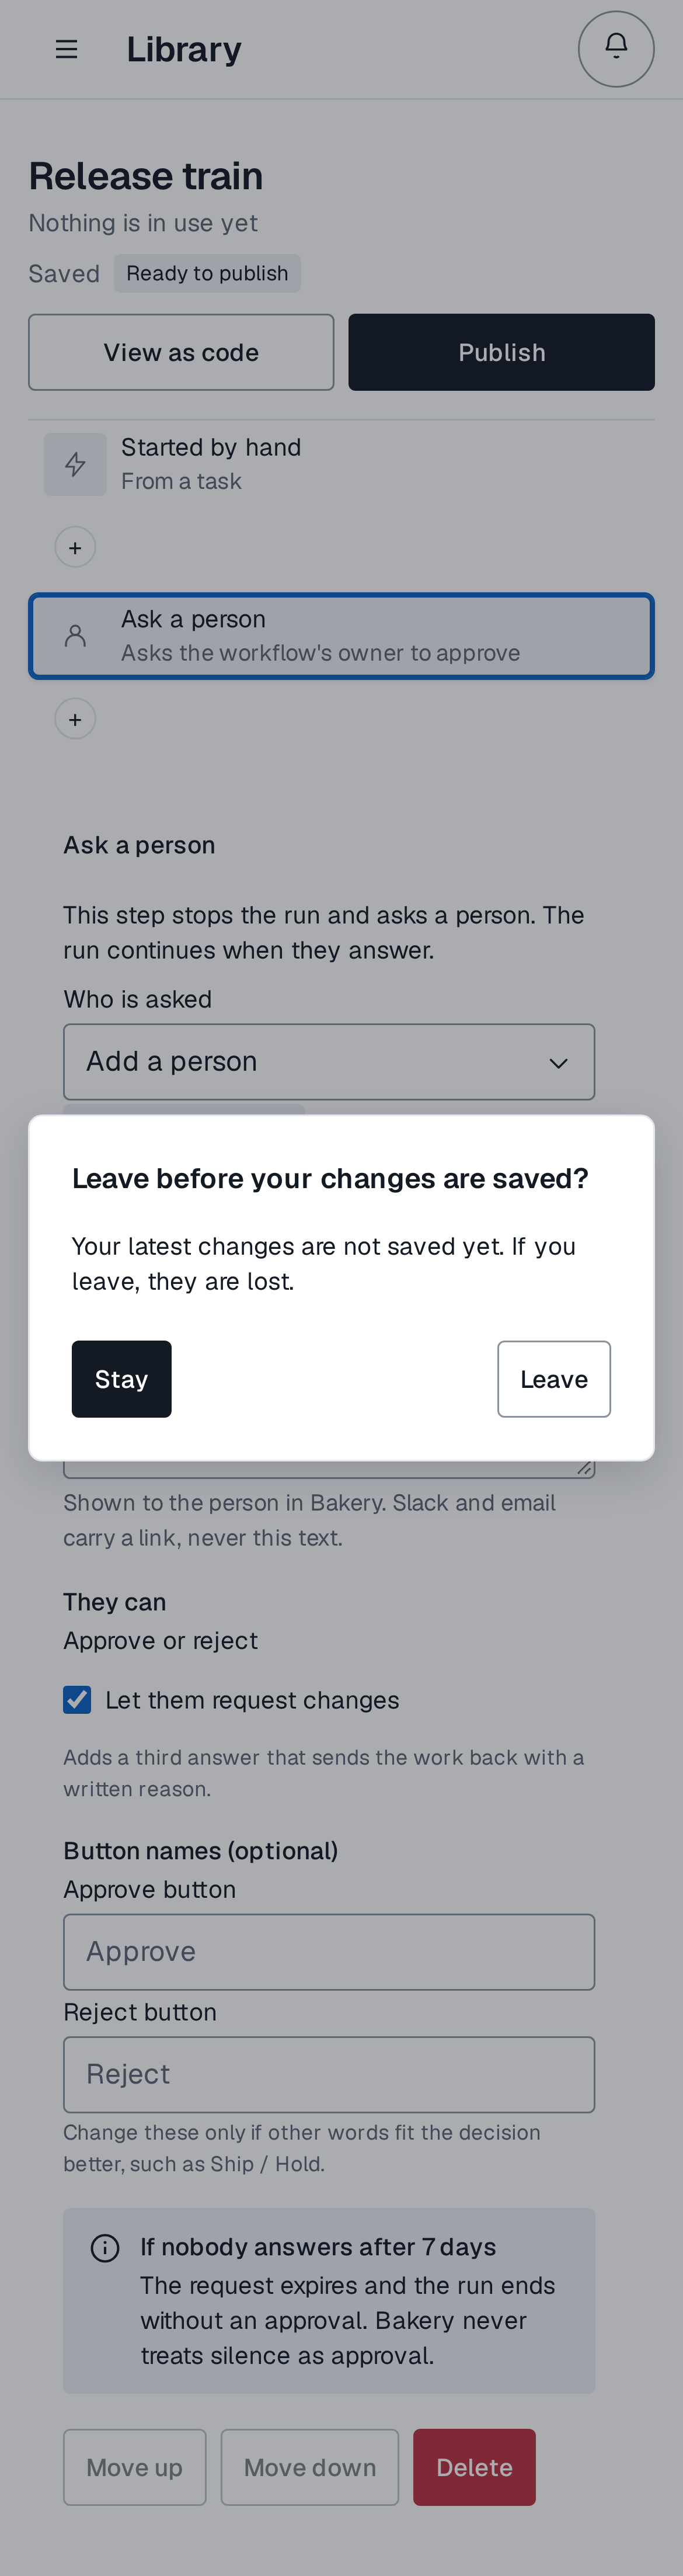 Library
Release train
Nothing is in use yet
Saved Ready to publish
View as code Publish
Started by hand
From a task
+
Ask a person
Asks the workflow's owner to approve
+
Ask a person
This step stops the run and asks a person. The
run continues when they answer.
Who is asked
Add a person
Leave before your changes are saved?
Your latest changes are not saved yet. If you
leave, they are lost.
Stay Leave
Shown to the person in Bakery. Slack and email
carry a link, never this text.
They can
Approve or reject
Let them request changes
Adds a third answer that sends the work back with a
written reason.
Button names (optional)
Approve button
Approve
Reject button
Reject
Change these only if other words fit the decision
better, such as Ship / Hold.
If nobody answers after 7 days
The request expires and the run ends
without an approval. Bakery never
treats silence as approval.
Move up Move down Delete